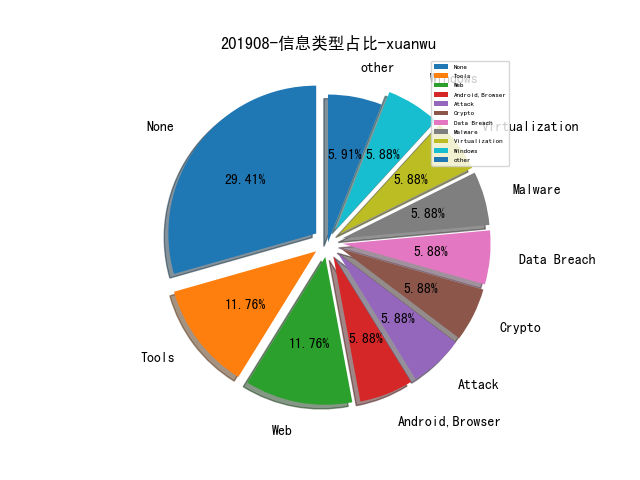 201908-信息类型占比-xuanwu
other
Windows
None
Virtualization
Malware
Data Breach
Crypto
Attack
Android,Browser
Web
Tools
29.41%
11.76%
11.76%
5.88%
5.88%
5.88%
5.88%
5.88%
5.88%
5.88%
5.91%
None
Tools
Web
Android,Browser
Attack
Crypto
Data Breach
Malware
Virtualization
Windows
other